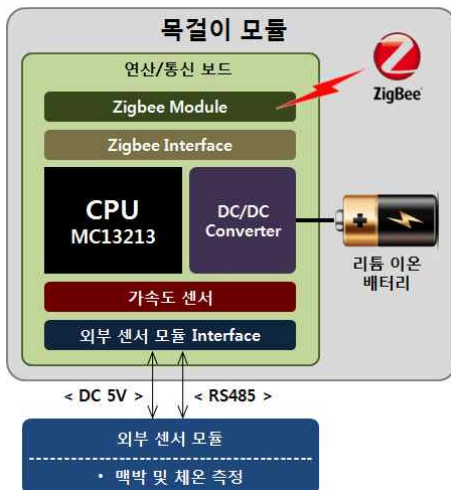 목걸이 모듈
연산/통신 보드
Zigbee Module
Z
ZigBee
Zigbee Interface
CPU
MC13213
DC/DC
Converter
리튬 이온
배터리
가속도 센서
외부 센서 모듈 Interface
< DC 5V >
< RS485 >
외부 센서 모듈
• 맥박 및 체온 측정